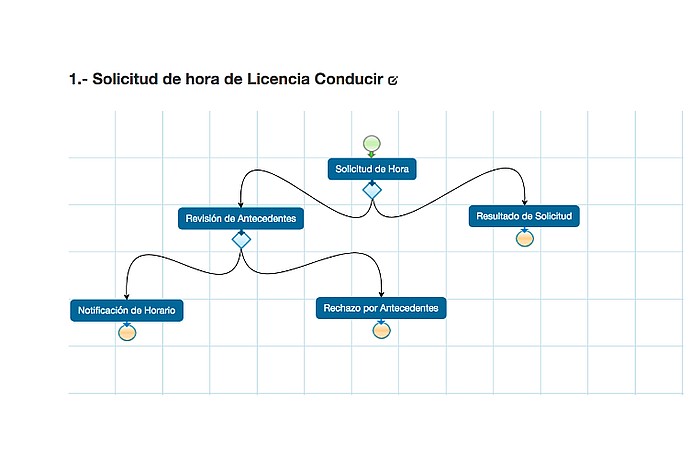 1.- Solicitud de hora de Licencia Conducir
Solicitud de Hora
Revisión de Antecedentes
Resultado de Solicitud
Notificación de Horario
Rechazo por Antecedentes